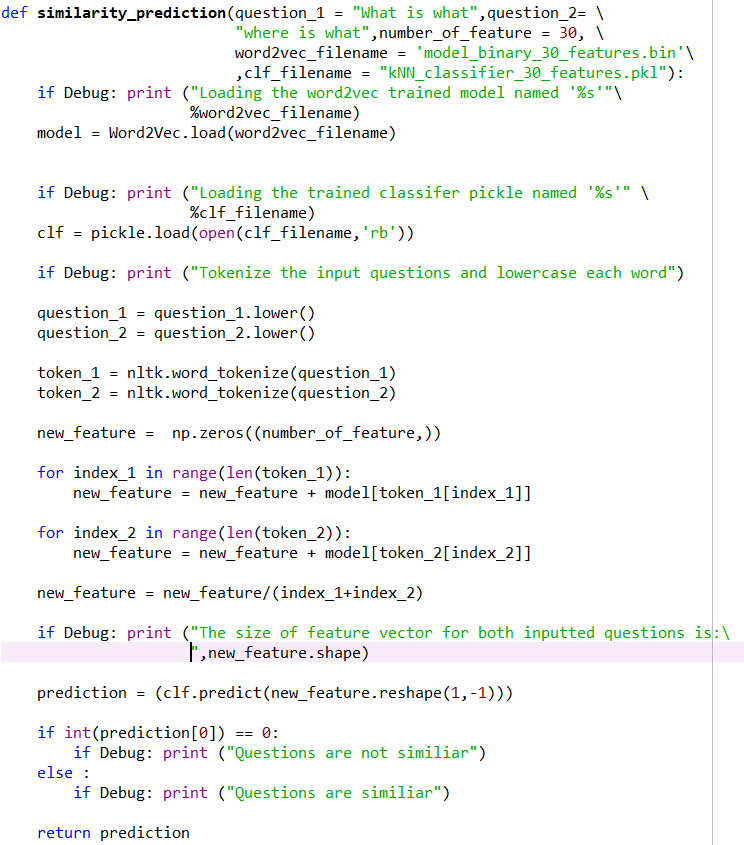 def similarity_prediction(question_1 = "What is what",question_2= \
                          "where is what",number_of_feature = 30, \
                          word2vec_filename = 'model_binary_30_features.bin'\
                          ,clf_filename = "kNN_classifier_30_features.pkl"):
    if Debug: print ("Loading the word2vec trained model named '%s'"\
                     %word2vec_filename)
    model = Word2Vec.load(word2vec_filename)
    if Debug: print ("Loading the trained classifer pickle named '%s'" \
                     %clf_filename)
    clf = pickle.load(open(clf_filename,'rb'))
    if Debug: print ("Tokenize the input questions and lowercase each word")
    question_1 = question_1.lower()
    question_2 = question_2.lower()
    token_1 = nltk.word_tokenize(question_1)
    token_2 = nltk.word_tokenize(question_2)
    new_feature =  np.zeros((number_of_feature,))
    for index_1 in range(len(token_1)):
        new_feature = new_feature + model[token_1[index_1]]
    for index_2 in range(len(token_2)):
        new_feature = new_feature + model[token_2[index_2]]
    new_feature = new_feature/(index_1+index_2)
    if Debug: print ("The size of feature vector for both inputted questions is:\
                     ",new_feature.shape)
    prediction = (clf.predict(new_feature.reshape(1,-1)))
    if int(prediction[0]) == 0:
        if Debug: print ("Questions are not similiar")
    else :
        if Debug: print ("Questions are similiar")
    return prediction